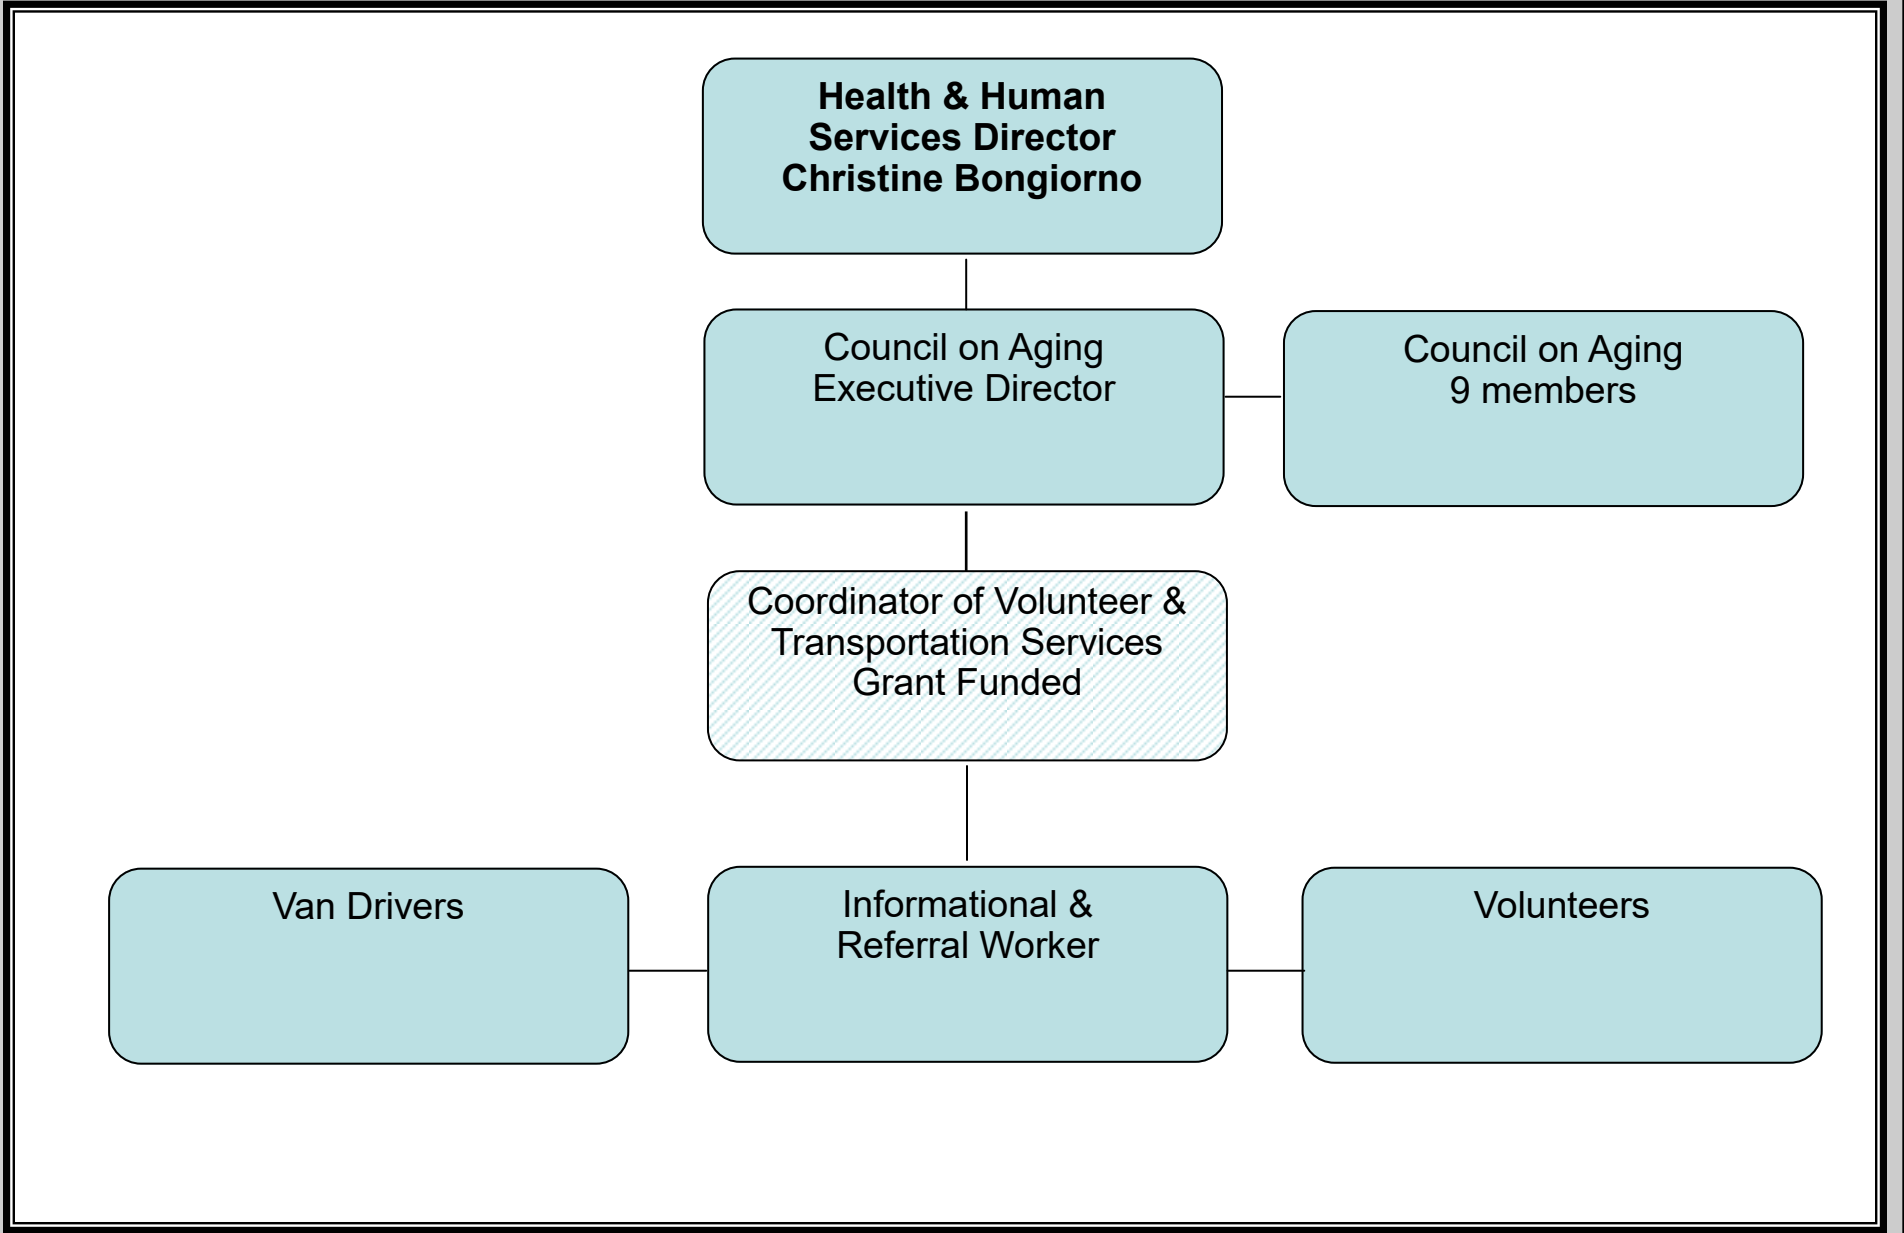 Health & Human
Services Director
Christine Bongiorno
Council on Aging
Executive Director
Council on Aging
9 members
Coordinator of Volunteer &
Transportation Services
Grant Funded
Van Drivers
Informational &
Referral Worker
Volunteers